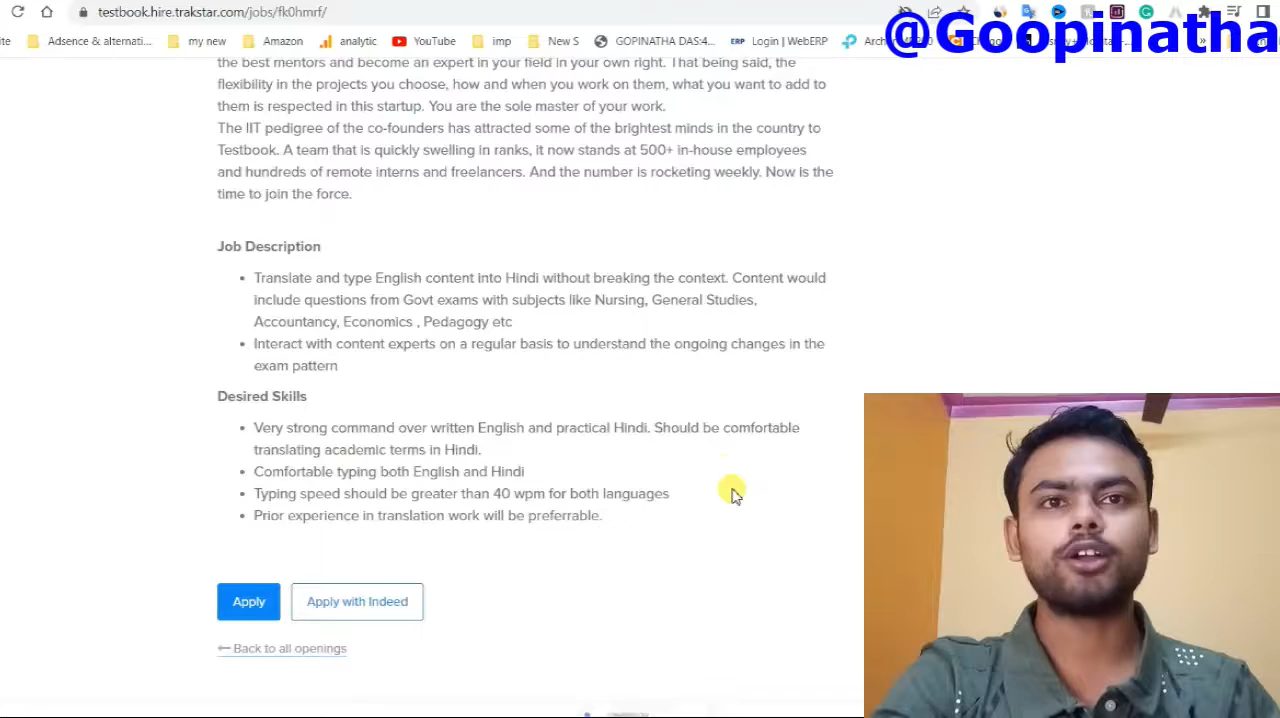 testbook.hire.trakstar.com/jobs/fk0hmrf/
@Goopinatha
Adsence & alternati...
my new
Amazon
analytic
YouTube
imp
New S
GOPINATHA DAS:4...
ERP
Login | WebERP
the best mentors and become an expert in your field in your own right. That being said, the
flexibility in the projects you choose, how and when you work on them, what you want to add to
them is respected in this startup. You are the sole master of your work.
The IIT pedigree of the co-founders has attracted some of the brightest minds in the country to
Testbook. A team that is quickly swelling in ranks, it now stands at 500+ in-house employees
and hundreds of remote interns and freelancers. And the number is rocketing weekly. Now is the
time to join the force.
Job Description
• Translate and type English content into Hindi without breaking the context. Content would
include questions from Govt exams with subjects like Nursing, General Studies,
Accountancy, Economics , Pedagogy etc
• Interact with content experts on a regular basis to understand the ongoing changes in the
exam pattern
Desired Skills
• Very strong command over written English and practical Hindi. Should be comfortable
translating academic terms in Hindi.
• Comfortable typing both English and Hindi
• Typing speed should be greater than 40 wpm for both languages
• Prior experience in translation work will be preferrable.
Apply
Apply with Indeed
← Back to all openings